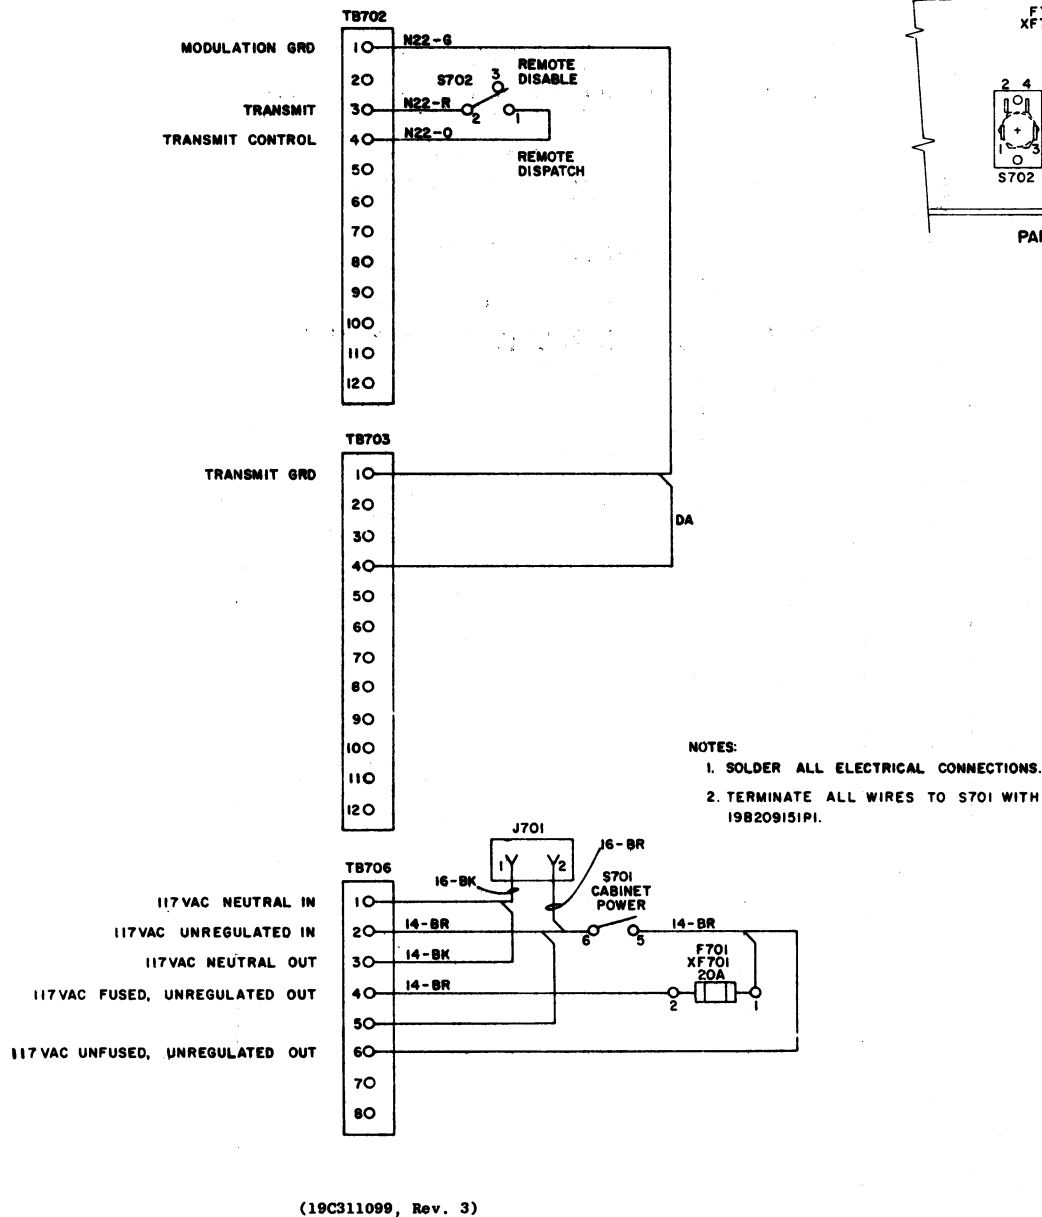 TB702
MODULATION GRD 1 N22-G
2 S702 3 REMOTE DISABLE
TRANSMIT 3 N22-R 2 1
TRANSMIT CONTROL 4 N22-O
REMOTE DISPATCH
5
6
7
8
9
10
11
12
2 4
1 3
S702
TB703
TRANSMIT GRD 1
2
3
DA
4
5
6
7
8
9
10
11
12
NOTES:
1. SOLDER ALL ELECTRICAL CONNECTIONS.
2. TERMINATE ALL WIRES TO S701 WITH
19B209151P1.
J701
1 2
16-BR
16-BK
S701
CABINET
POWER
TB706
117 VAC NEUTRAL IN 1
117VAC UNREGULATED IN 2 14-BR 6 5 14-BR
117VAC NEUTRAL OUT 3 14-BK
F701
XF701
20A
117VAC FUSED, UNREGULATED OUT 4 14-BR 2 1
5
117 VAC UNFUSED, UNREGULATED OUT 6
7
8
(19C311099, Rev. 3)